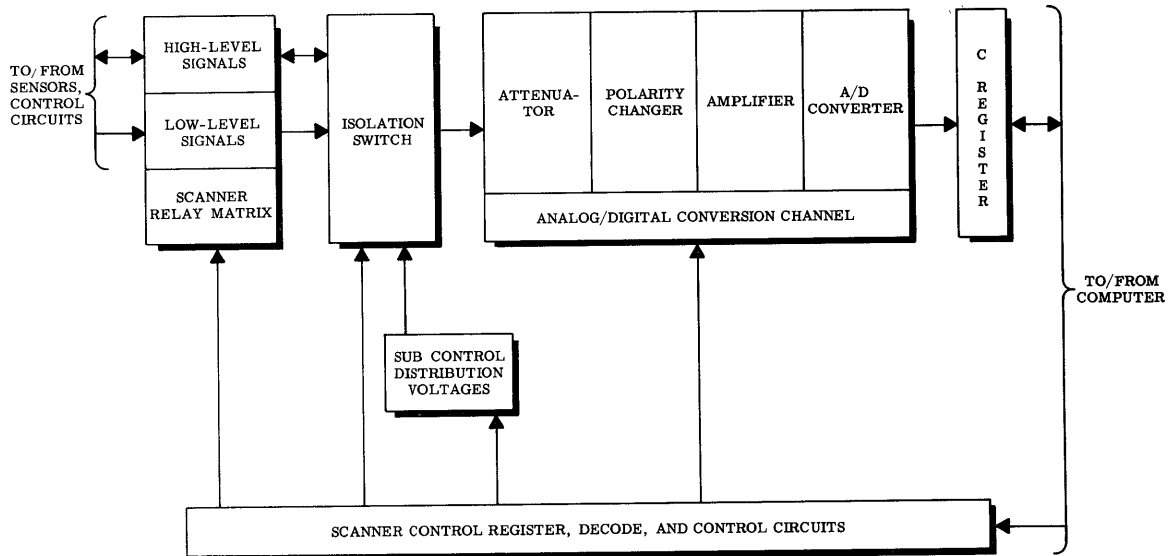 TO/FROM
SENSORS,
CONTROL
CIRCUITS
HIGH-LEVEL
SIGNALS
LOW-LEVEL
SIGNALS
SCANNER
RELAY MATRIX
ISOLATION
SWITCH
ATTENUA-
TOR
POLARITY
CHANGER
AMPLIFIER
A/D
CONVERTER
ANALOG/DIGITAL CONVERSION CHANNEL
C
R
E
G
I
S
T
E
R
TO/FROM
COMPUTER
SUB CONTROL
DISTRIBUTION
VOLTAGES
SCANNER CONTROL REGISTER, DECODE, AND CONTROL CIRCUITS